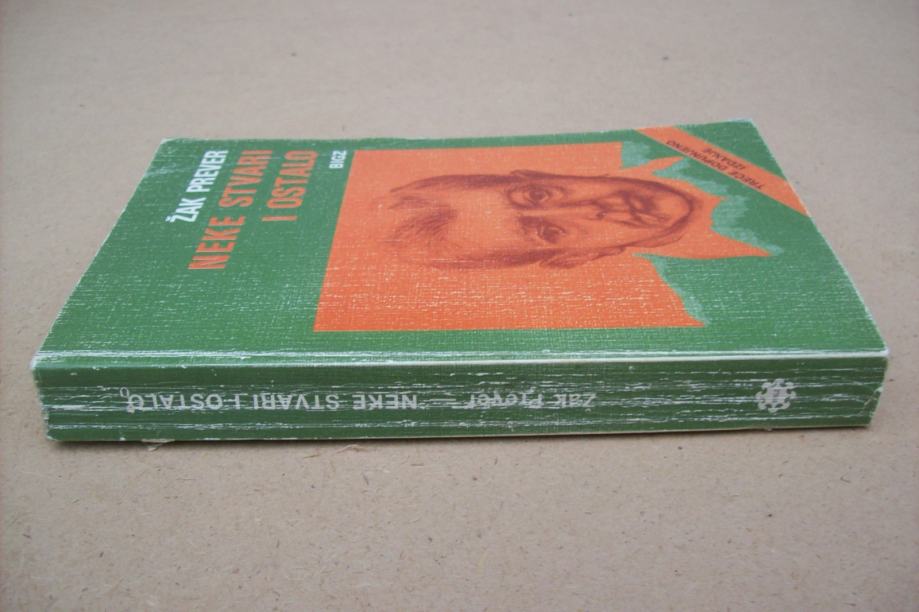 ŽAK PREVER
NEKE STVARI
I OSTALO
BIGZ
TREĆE DOPUNJENO
IZDANJE
Žak Prever — NEKE STVARI I OSTALO